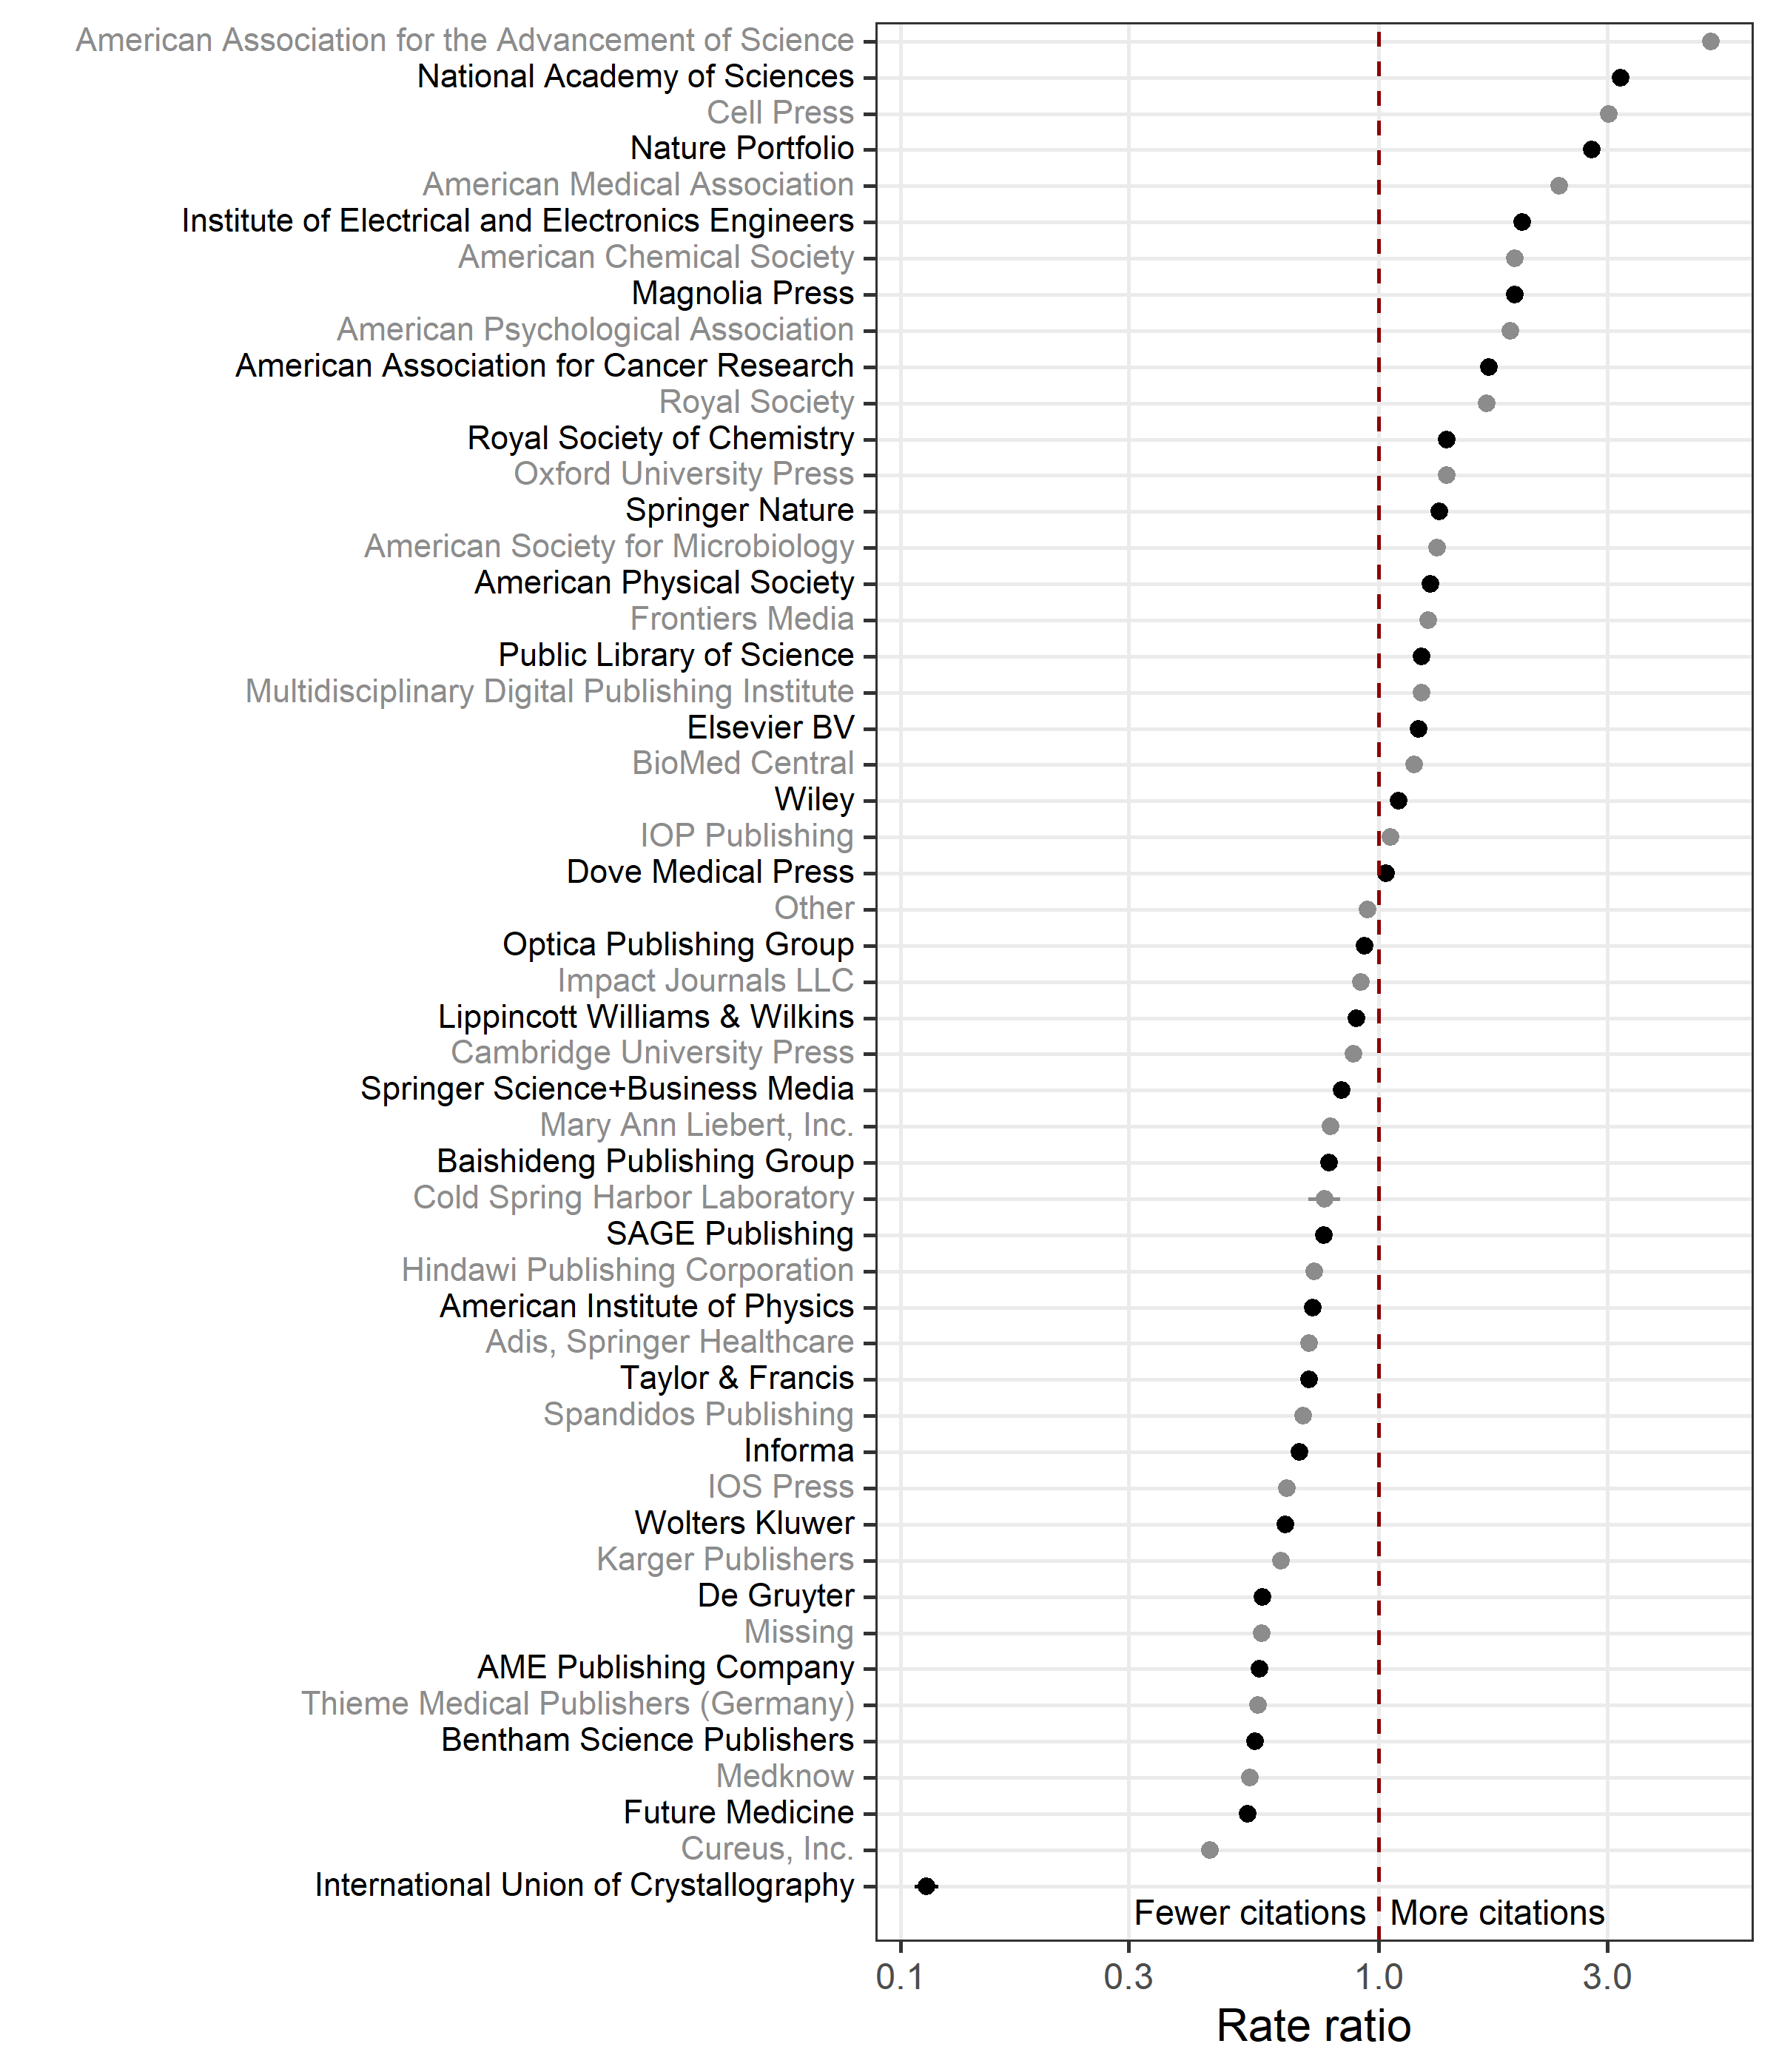 American Association for the Advancement of Science
National Academy of Sciences
Cell Press
Nature Portfolio
American Medical Association
Institute of Electrical and Electronics Engineers
American Chemical Society
Magnolia Press
American Psychological Association
American Association for Cancer Research
Royal Society
Royal Society of Chemistry
Oxford University Press
Springer Nature
American Society for Microbiology
American Physical Society
Frontiers Media
Public Library of Science
Multidisciplinary Digital Publishing Institute
Elsevier BV
BioMed Central
Wiley
IOP Publishing
Dove Medical Press
Other
Optica Publishing Group
Impact Journals LLC
Lippincott Williams & Wilkins
Cambridge University Press
Springer Science+Business Media
Mary Ann Liebert, Inc.
Baishideng Publishing Group
Cold Spring Harbor Laboratory
SAGE Publishing
Hindawi Publishing Corporation
American Institute of Physics
Adis, Springer Healthcare
Taylor & Francis
Spandidos Publishing
Informa
IOS Press
Wolters Kluwer
Karger Publishers
De Gruyter
Missing
AME Publishing Company
Thieme Medical Publishers (Germany)
Bentham Science Publishers
Medknow
Future Medicine
Cureus, Inc.
International Union of Crystallography
Fewer citations More citations
0.1 0.3 1.0 3.0
Rate ratio